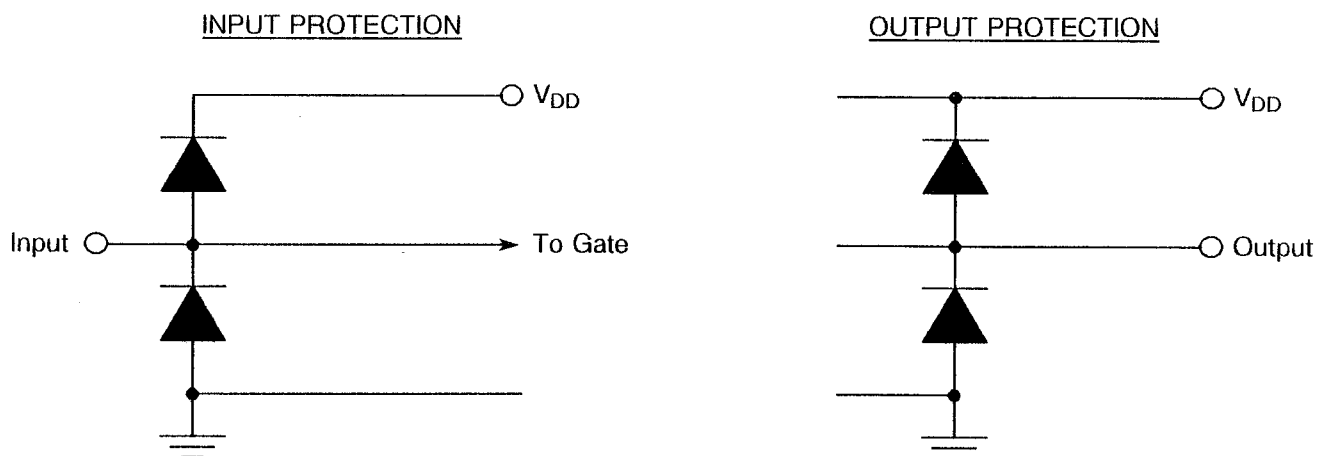 INPUT PROTECTION
OUTPUT PROTECTION
VDD
VDD
Input
To Gate
Output